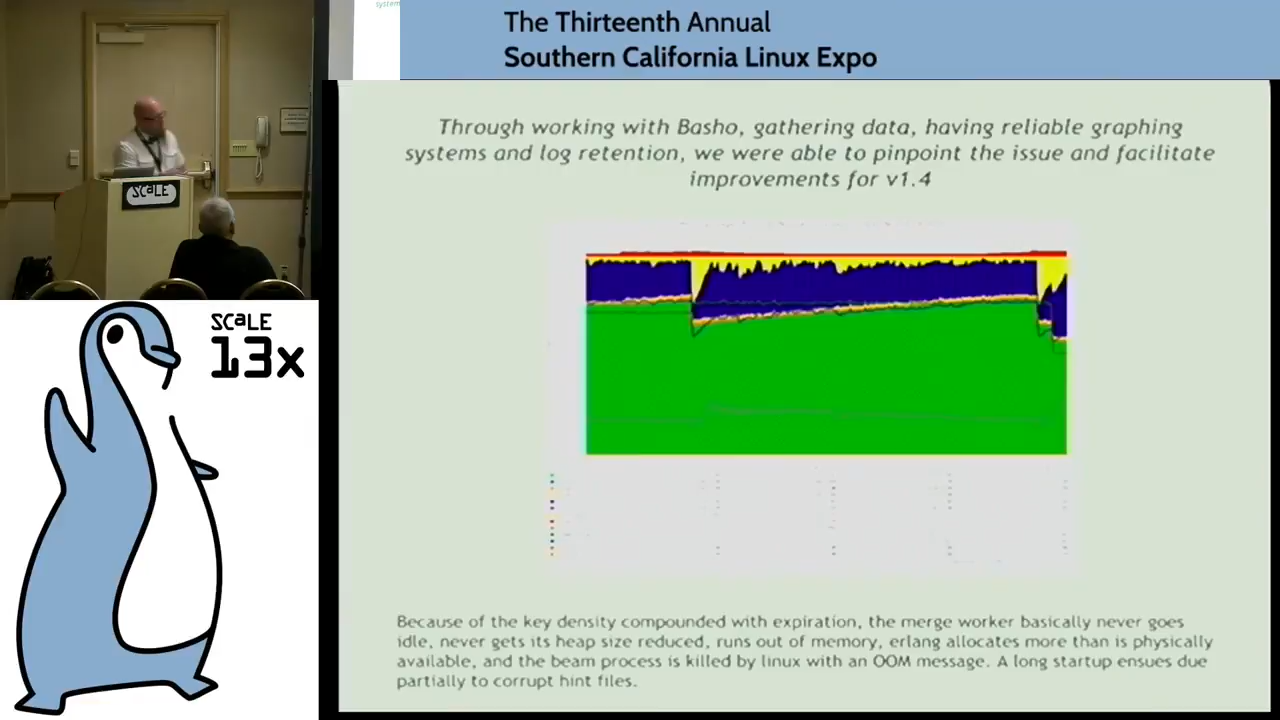 system
The Thirteenth Annual
Southern California Linux Expo
Through working with Basho, gathering data, having reliable graphing
systems and log retention, we were able to pinpoint the issue and facilitate
improvements for v1.4
SCaLE
SCaLE
13x
Because of the key density compounded with expiration, the merge worker basically never goes
idle, never gets its heap size reduced, runs out of memory, erlang allocates more than is physically
available, and the beam process is killed by linux with an OOM message. A long startup ensues due
partially to corrupt hint files.